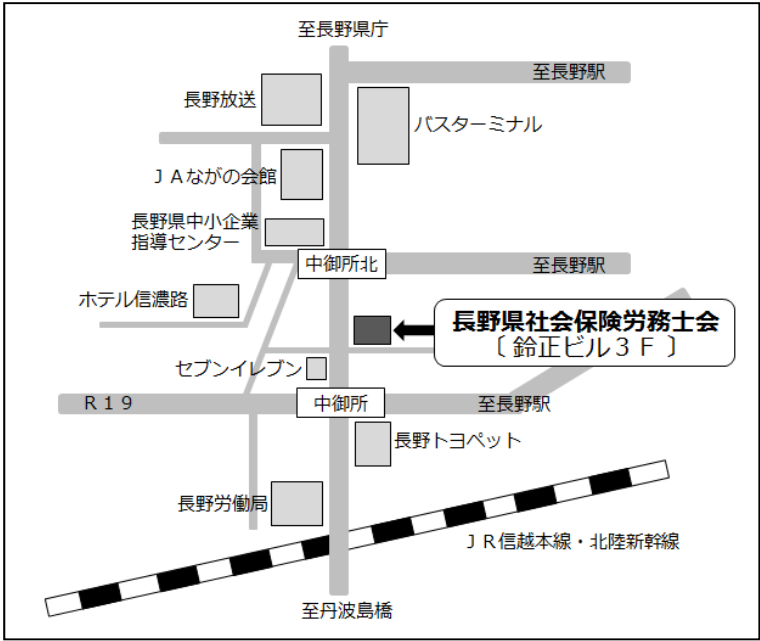 至長野県庁
至長野駅
長野放送
バスターミナル
ＪＡながの会館
長野県中小企業
指導センター
中御所北
至長野駅
ホテル信濃路
長野県社会保険労務士会
〔 鈴正ビル３Ｆ 〕
セブンイレブン
Ｒ１９
中御所
至長野駅
長野トヨペット
長野労働局
ＪＲ信越本線・北陸新幹線
至丹波島橋